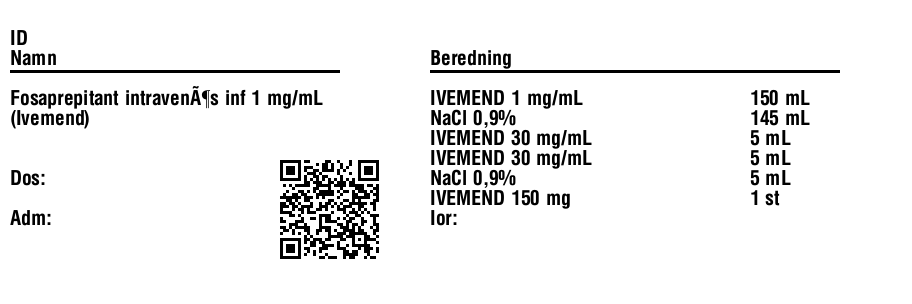 ID
Namn
Fosaprepitant intravenÃ¶s inf 1 mg/mL
(Ivemend)
Dos:
Adm:
Beredning
IVEMEND 1 mg/mL 150 mL
NaCl 0,9% 145 mL
IVEMEND 30 mg/mL 5 mL
IVEMEND 30 mg/mL 5 mL
NaCl 0,9% 5 mL
IVEMEND 150 mg 1 st
Ior: